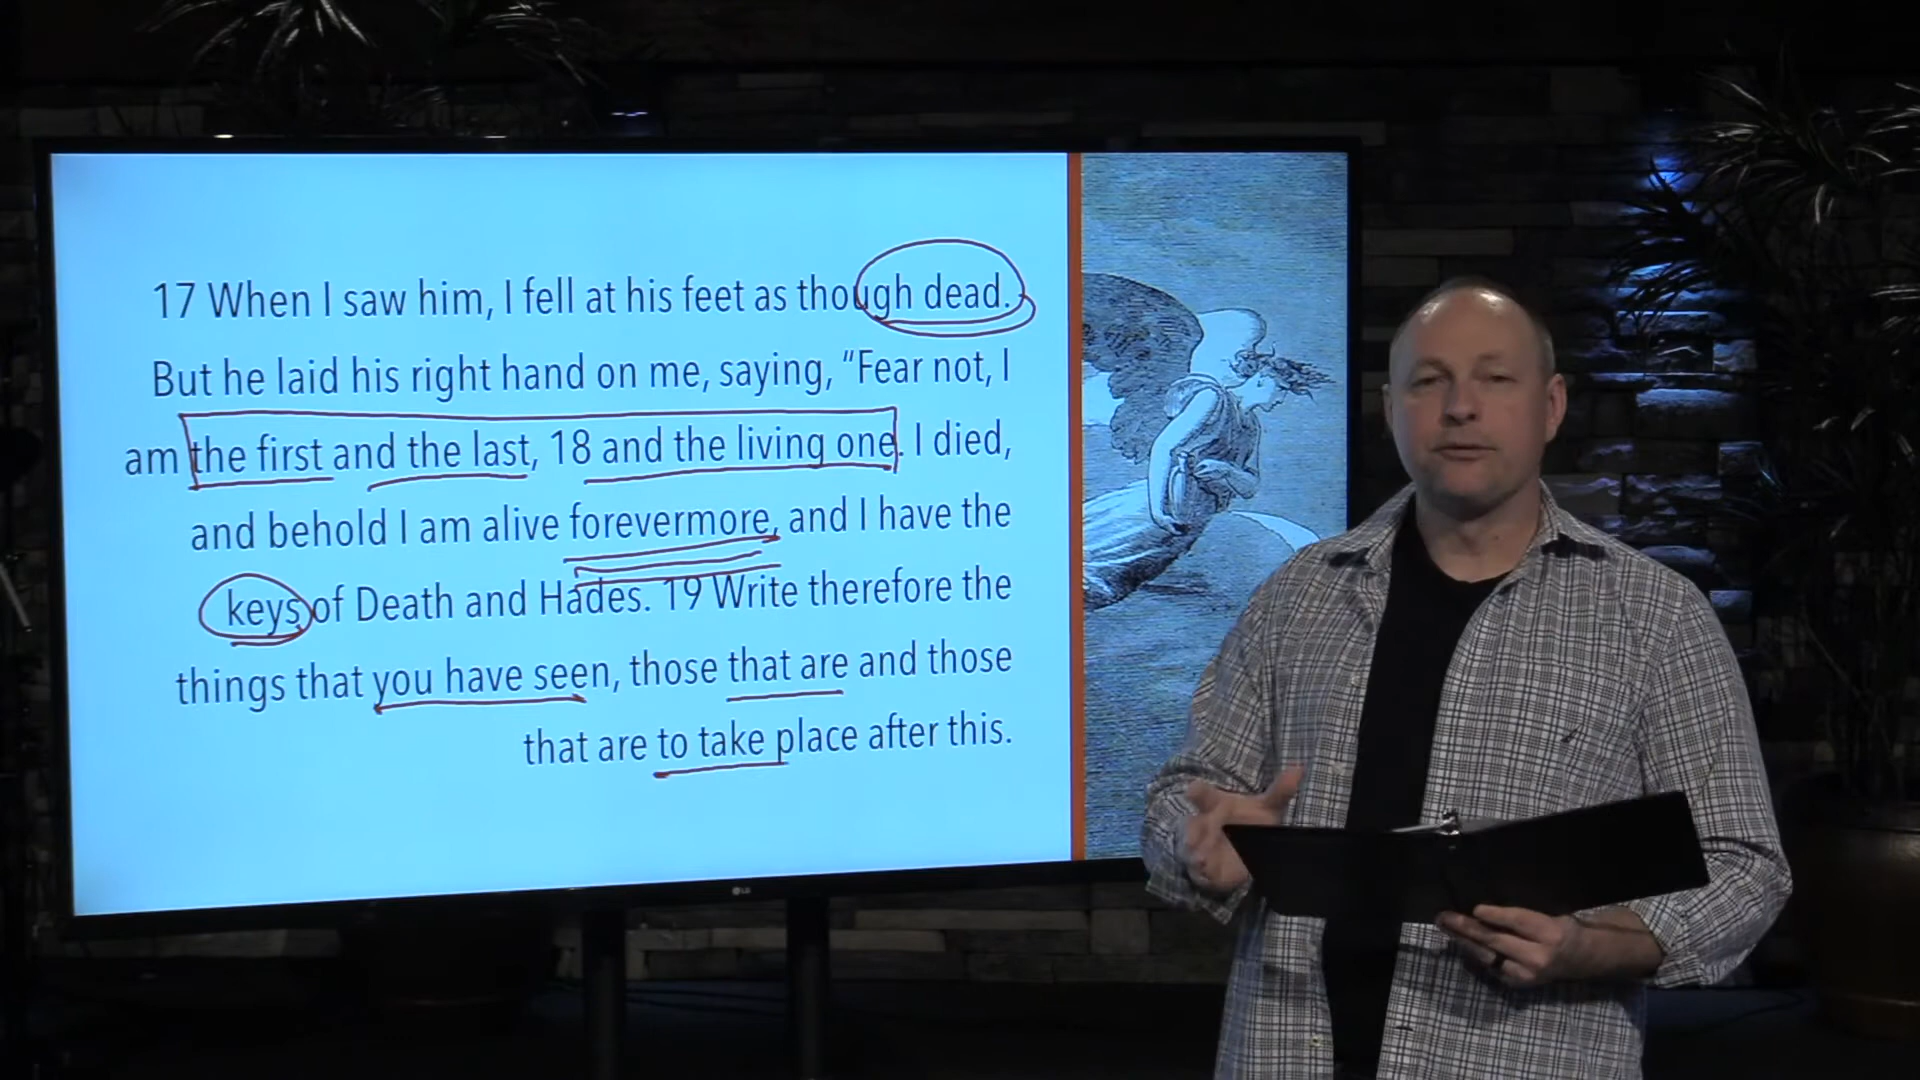 17 When I saw him, I fell at his feet as though dead.
But he laid his right hand on me, saying, “Fear not, I
am the first and the last, 18 and the living one. I died,
and behold I am alive forevermore, and I have the
keys of Death and Hades. 19 Write therefore the
things that you have seen, those that are and those
that are to take place after this.
LG